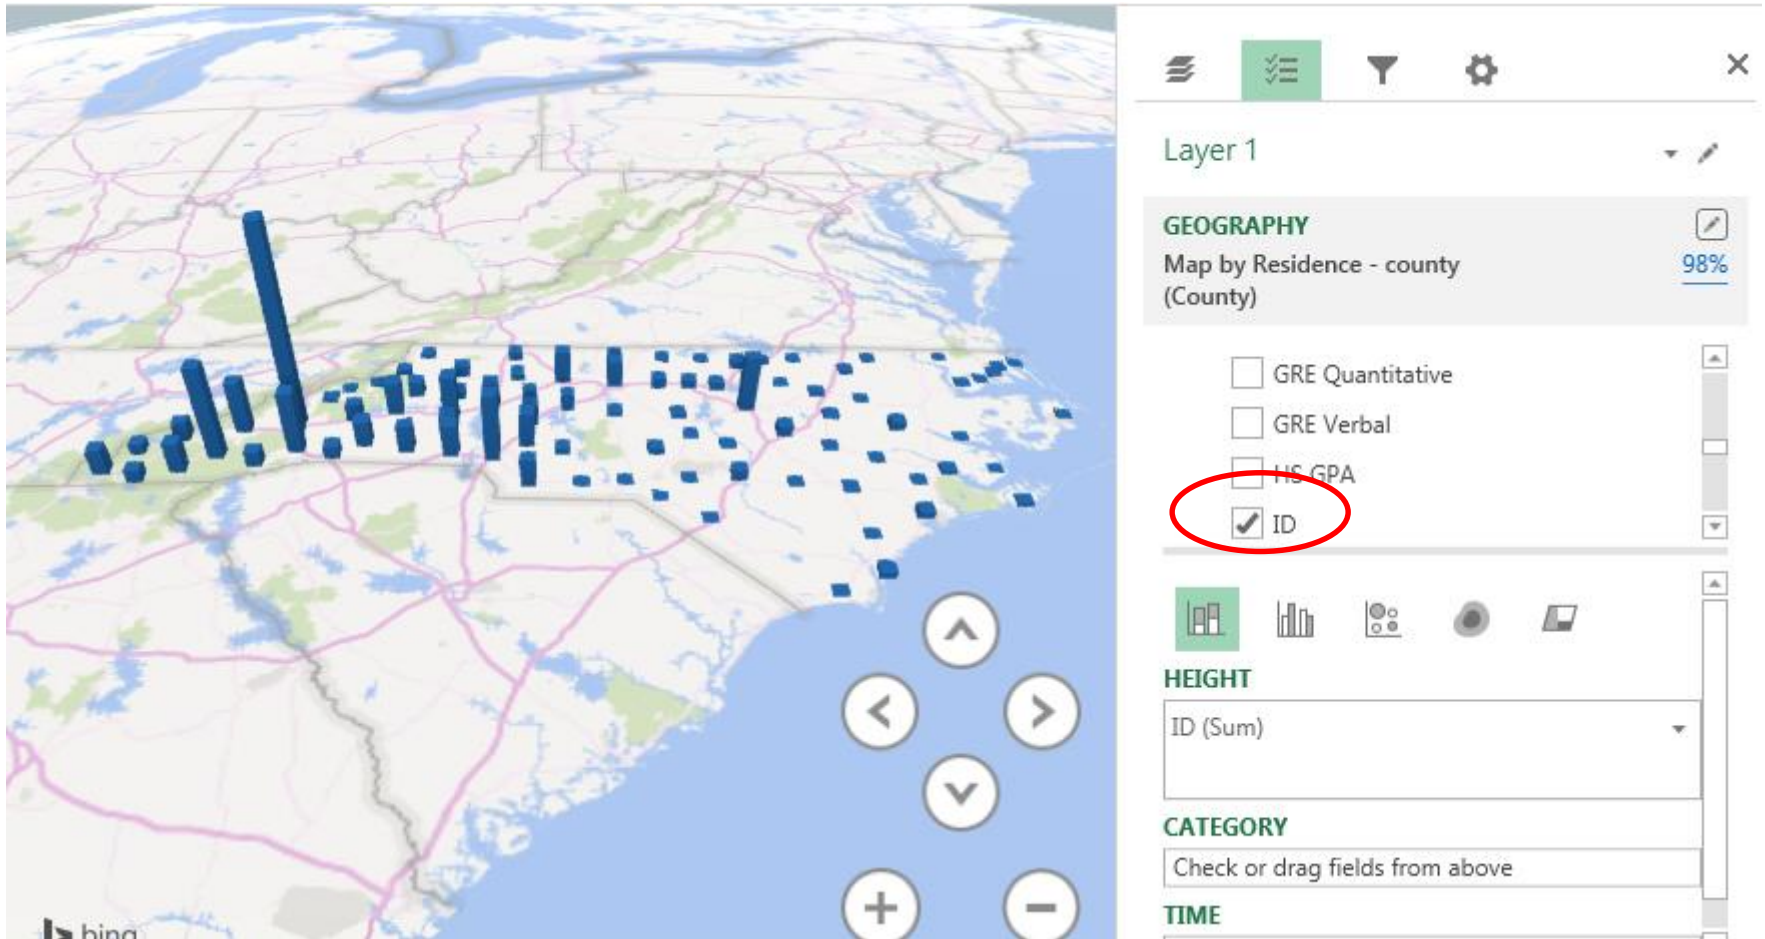 Layer 1
GEOGRAPHY
Map by Residence - county
(County)
98%
GRE Quantitative
GRE Verbal
HS GPA
ID
HEIGHT
ID (Sum)
CATEGORY
Check or drag fields from above
TIME
bing